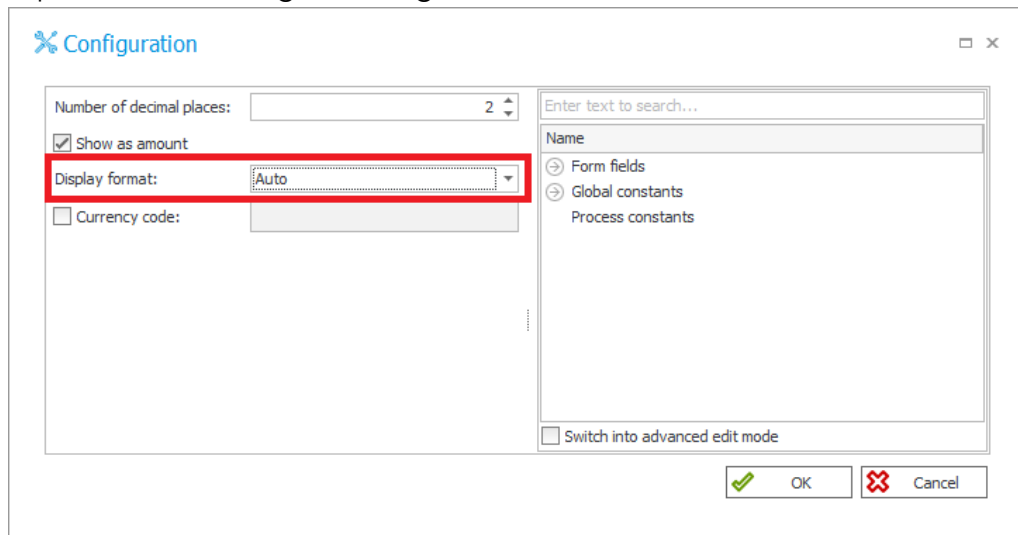 Configuration
Number of decimal places: 2
Show as amount
Display format: Auto
Currency code:
Enter text to search...
Name
Form fields
Global constants
Process constants
Switch into advanced edit mode
OK Cancel